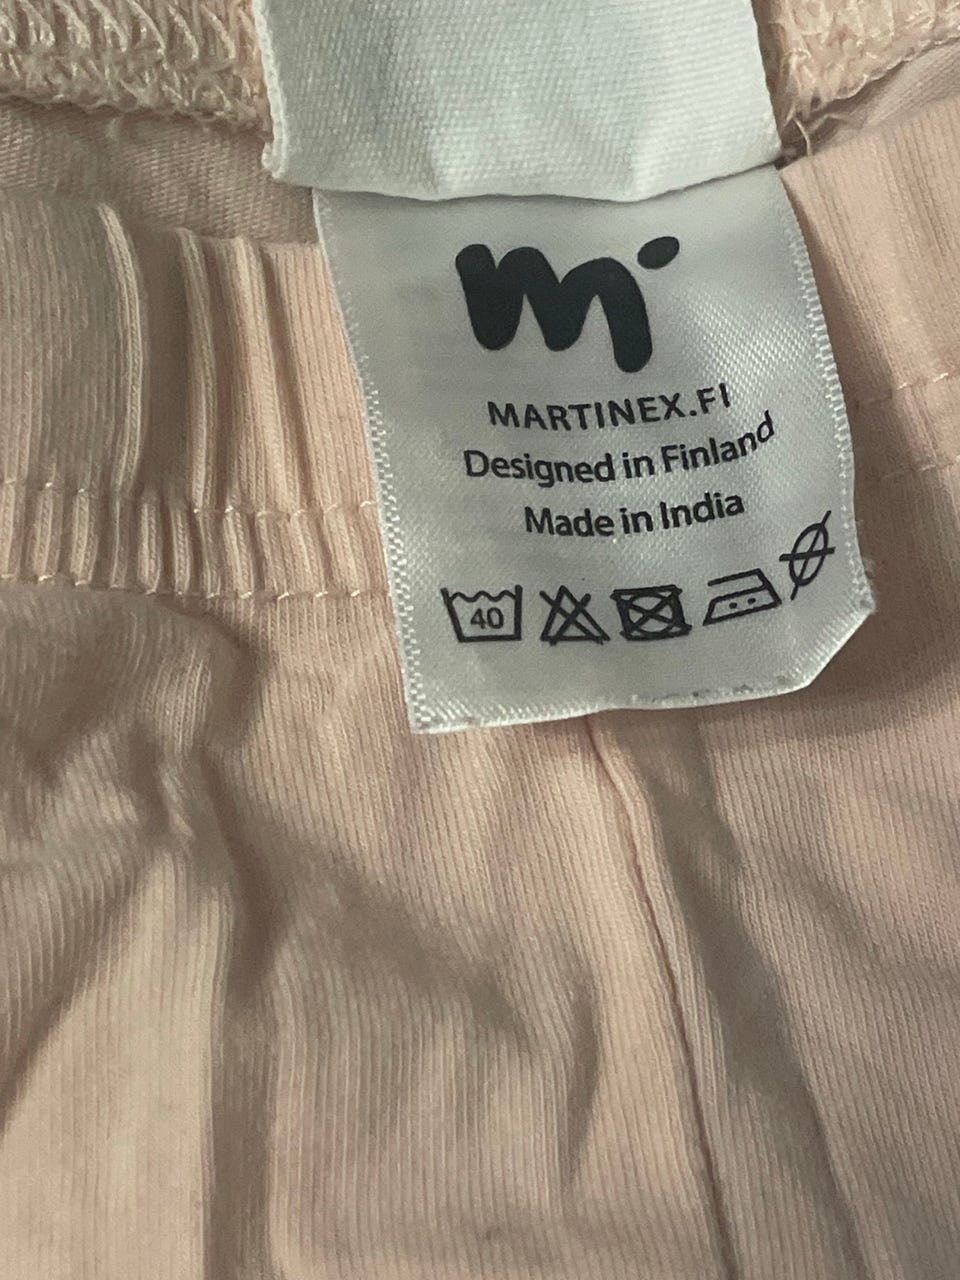 m
MARTINEX.FI
Designed in Finland
Made in India
40